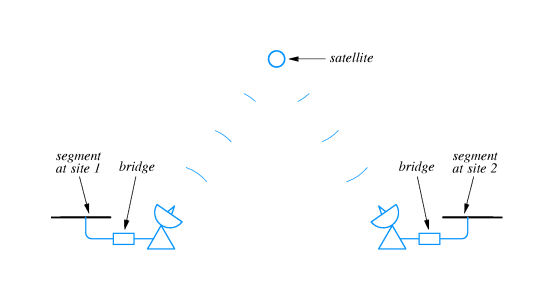 satellite
segment
at site 1
bridge
bridge
segment
at site 2